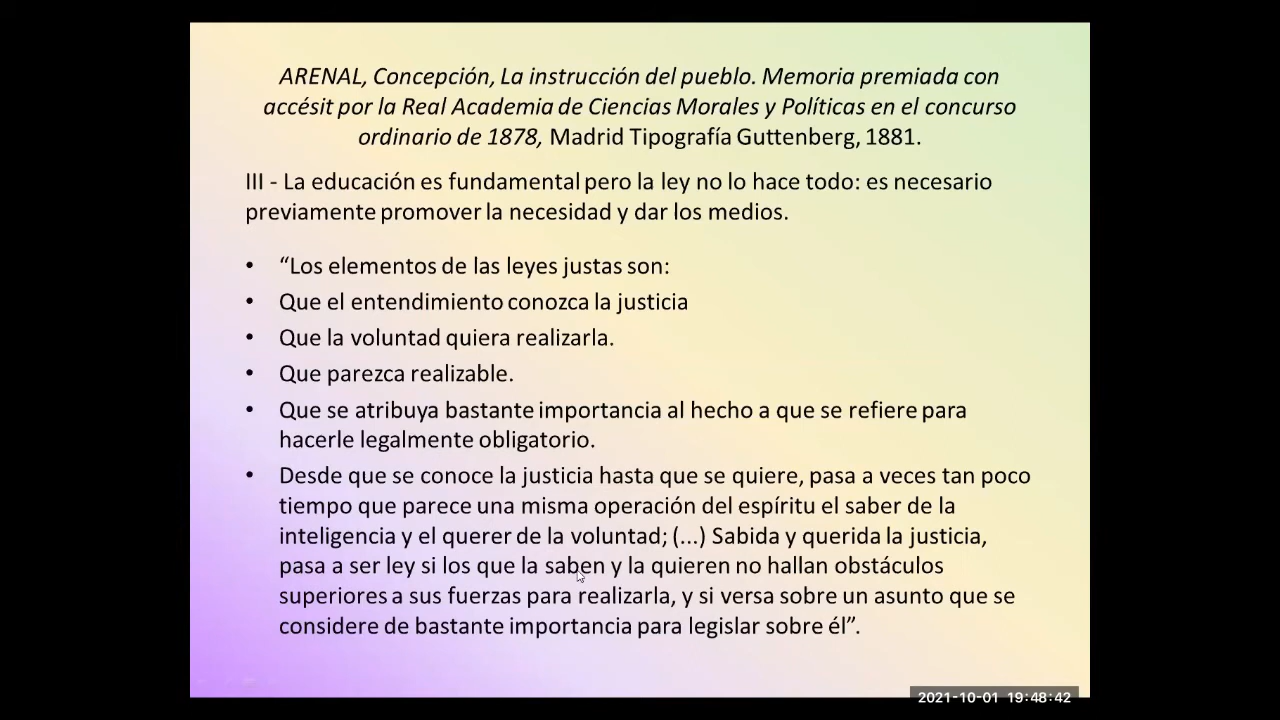 ARENAL, Concepción, La instrucción del pueblo. Memoria premiada con
accésit por la Real Academia de Ciencias Morales y Políticas en el concurso
ordinario de 1878, Madrid Tipografía Guttenberg, 1881.
III - La educación es fundamental pero la ley no lo hace todo: es necesario
previamente promover la necesidad y dar los medios.
• “Los elementos de las leyes justas son:
• Que el entendimiento conozca la justicia
• Que la voluntad quiera realizarla.
• Que parezca realizable.
• Que se atribuya bastante importancia al hecho a que se refiere para
hacerle legalmente obligatorio.
• Desde que se conoce la justicia hasta que se quiere, pasa a veces tan poco
tiempo que parece una misma operación del espíritu el saber de la
inteligencia y el querer de la voluntad; (...) Sabida y querida la justicia,
pasa a ser ley si los que la saben y la quieren no hallan obstáculos
superiores a sus fuerzas para realizarla, y si versa sobre un asunto que se
considere de bastante importancia para legislar sobre él”.
2021-10-01 19:48:42